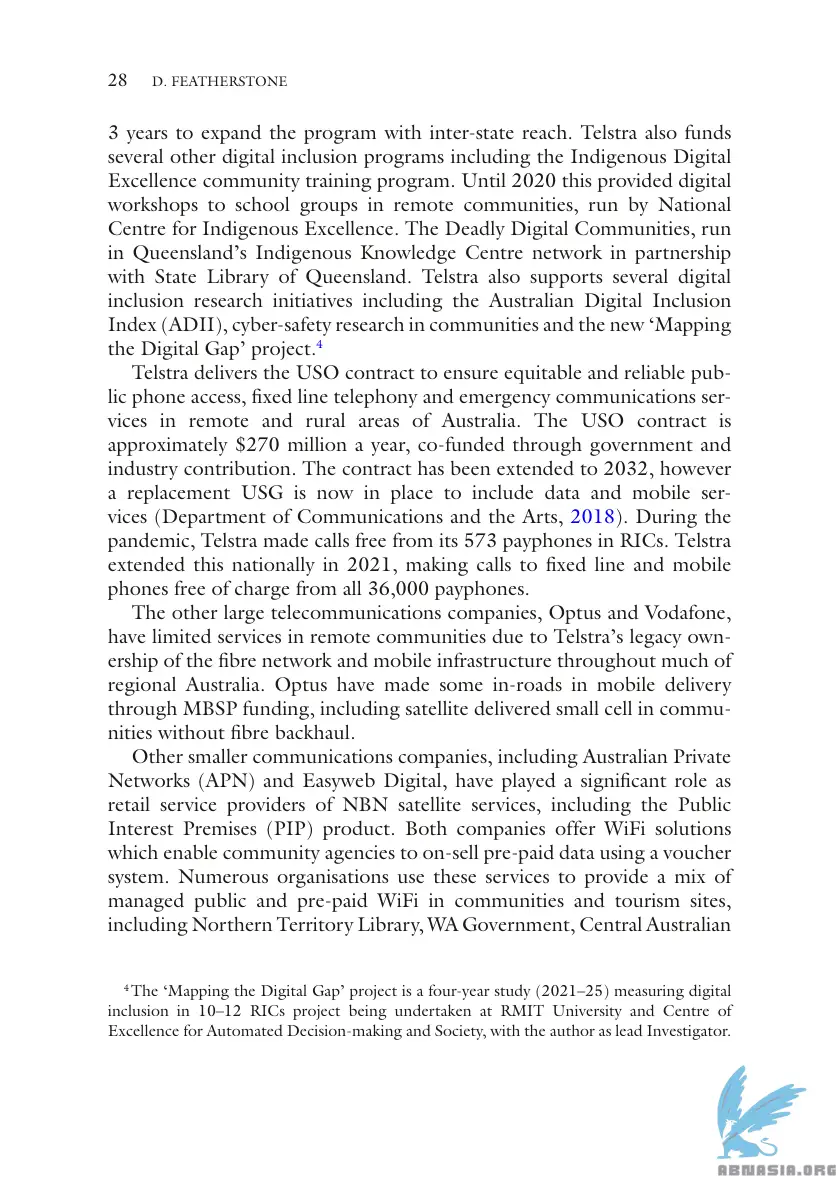 28 D. FEATHERSTONE
3 years to expand the program with inter-state reach. Telstra also funds
several other digital inclusion programs including the Indigenous Digital
Excellence community training program. Until 2020 this provided digital
workshops to school groups in remote communities, run by National
Centre for Indigenous Excellence. The Deadly Digital Communities, run
in Queensland’s Indigenous Knowledge Centre network in partnership
with State Library of Queensland. Telstra also supports several digital
inclusion research initiatives including the Australian Digital Inclusion
Index (ADII), cyber-safety research in communities and the new ‘Mapping
the Digital Gap’ project.⁴
Telstra delivers the USO contract to ensure equitable and reliable pub-
lic phone access, fixed line telephony and emergency communications ser-
vices in remote and rural areas of Australia. The USO contract is
approximately $270 million a year, co-funded through government and
industry contribution. The contract has been extended to 2032, however
a replacement USG is now in place to include data and mobile ser-
vices (Department of Communications and the Arts, 2018). During the
pandemic, Telstra made calls free from its 573 payphones in RICs. Telstra
extended this nationally in 2021, making calls to fixed line and mobile
phones free of charge from all 36,000 payphones.
The other large telecommunications companies, Optus and Vodafone,
have limited services in remote communities due to Telstra’s legacy own-
ership of the fibre network and mobile infrastructure throughout much of
regional Australia. Optus have made some in-roads in mobile delivery
through MBSP funding, including satellite delivered small cell in commu-
nities without fibre backhaul.
Other smaller communications companies, including Australian Private
Networks (APN) and Easyweb Digital, have played a significant role as
retail service providers of NBN satellite services, including the Public
Interest Premises (PIP) product. Both companies offer WiFi solutions
which enable community agencies to on-sell pre-paid data using a voucher
system. Numerous organisations use these services to provide a mix of
managed public and pre-paid WiFi in communities and tourism sites,
including Northern Territory Library, WA Government, Central Australian
⁴The ‘Mapping the Digital Gap’ project is a four-year study (2021–25) measuring digital
inclusion in 10–12 RICs project being undertaken at RMIT University and Centre of
Excellence for Automated Decision-making and Society, with the author as lead Investigator.
ABNASIA.ORG